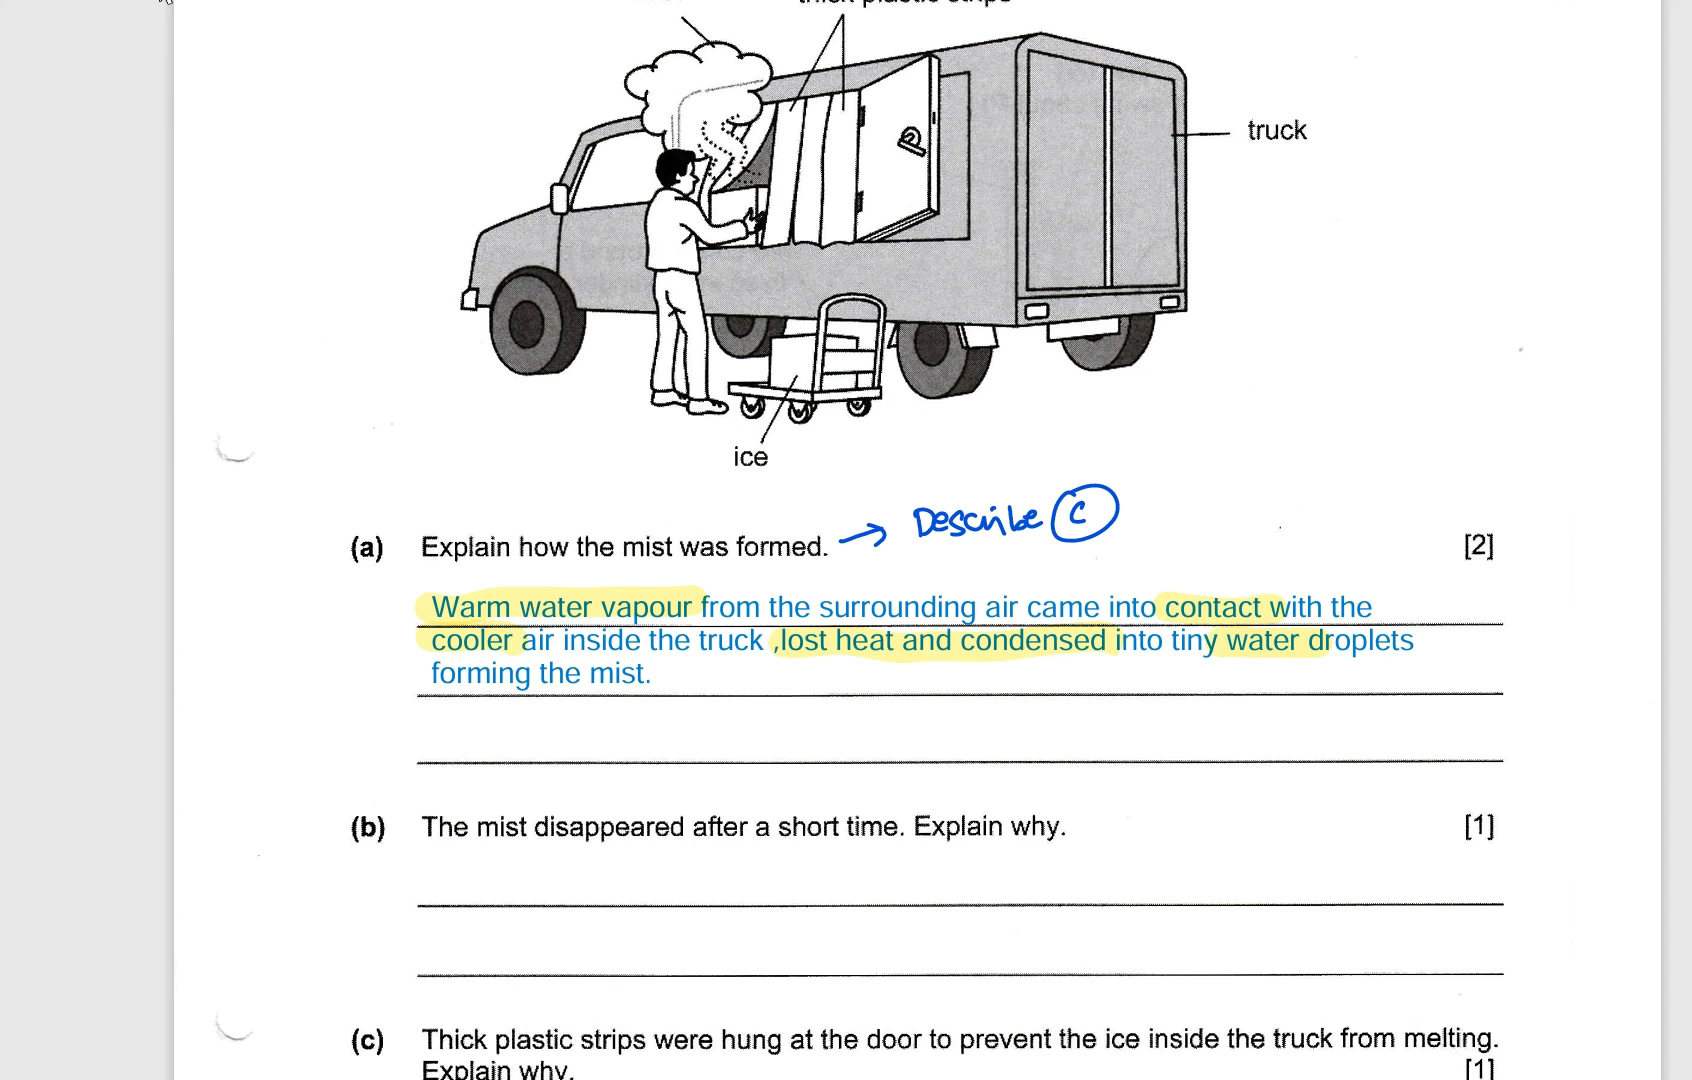 thick plastic strips
truck
ice
Describe C
(a) Explain how the mist was formed. → [2]
Warm water vapour from the surrounding air came into contact with the
cooler air inside the truck ,lost heat and condensed into tiny water droplets
forming the mist.
(b) The mist disappeared after a short time. Explain why. [1]
(c) Thick plastic strips were hung at the door to prevent the ice inside the truck from melting.
Explain why. [1]